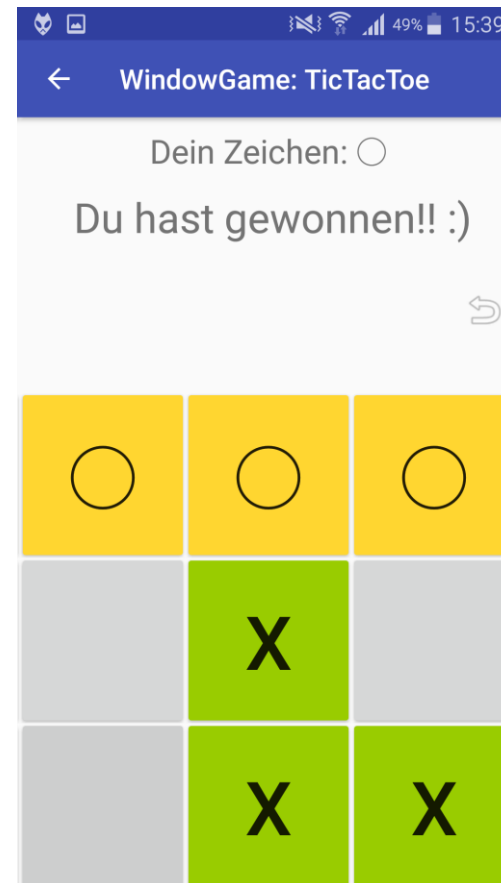 49% 15:39
WindowGame: TicTacToe
Dein Zeichen: ○
Du hast gewonnen!! :)
○ ○ ○
X
X X